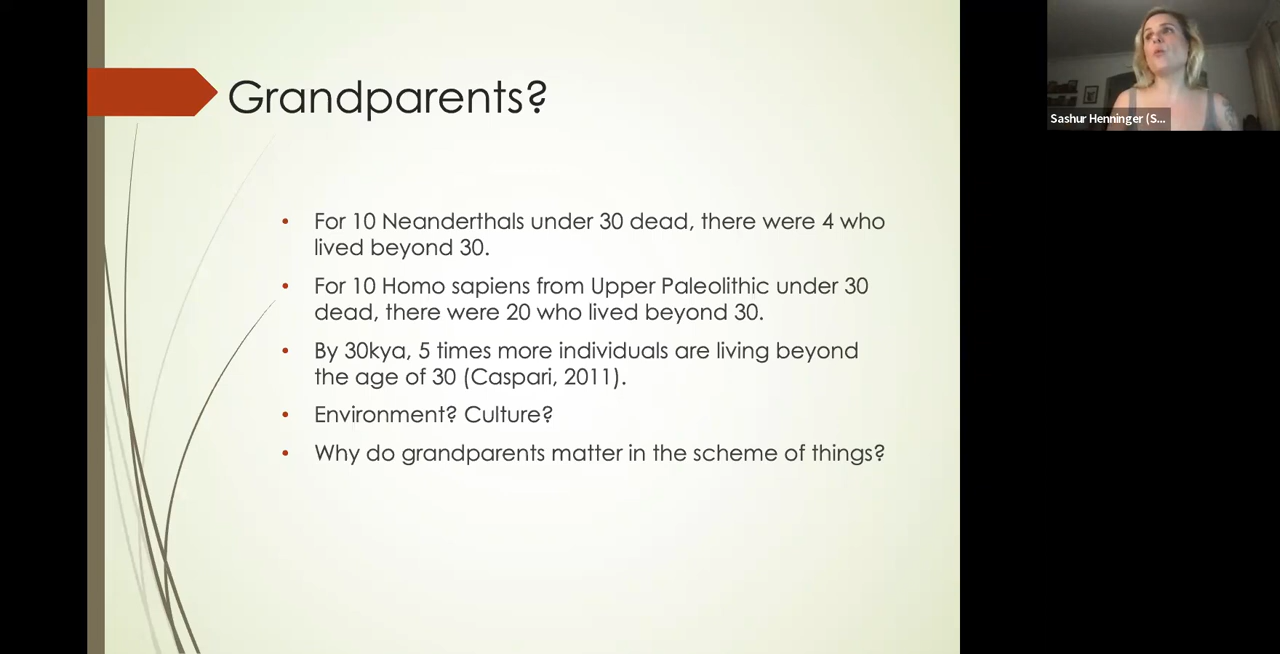 Grandparents?
• For 10 Neanderthals under 30 dead, there were 4 who
lived beyond 30.
• For 10 Homo sapiens from Upper Paleolithic under 30
dead, there were 20 who lived beyond 30.
• By 30kya, 5 times more individuals are living beyond
the age of 30 (Caspari, 2011).
• Environment? Culture?
• Why do grandparents matter in the scheme of things?
Sashur Henninger (S...